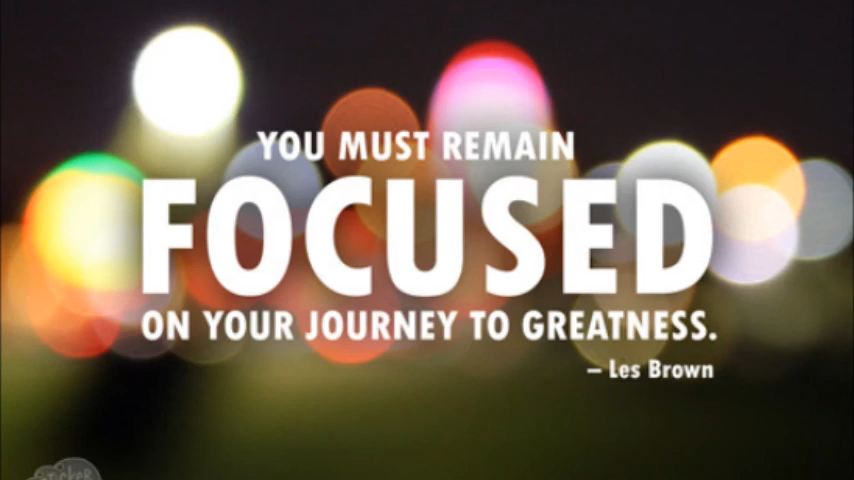 YOU MUST REMAIN
FOCUSED
ON YOUR JOURNEY TO GREATNESS.
– Les Brown